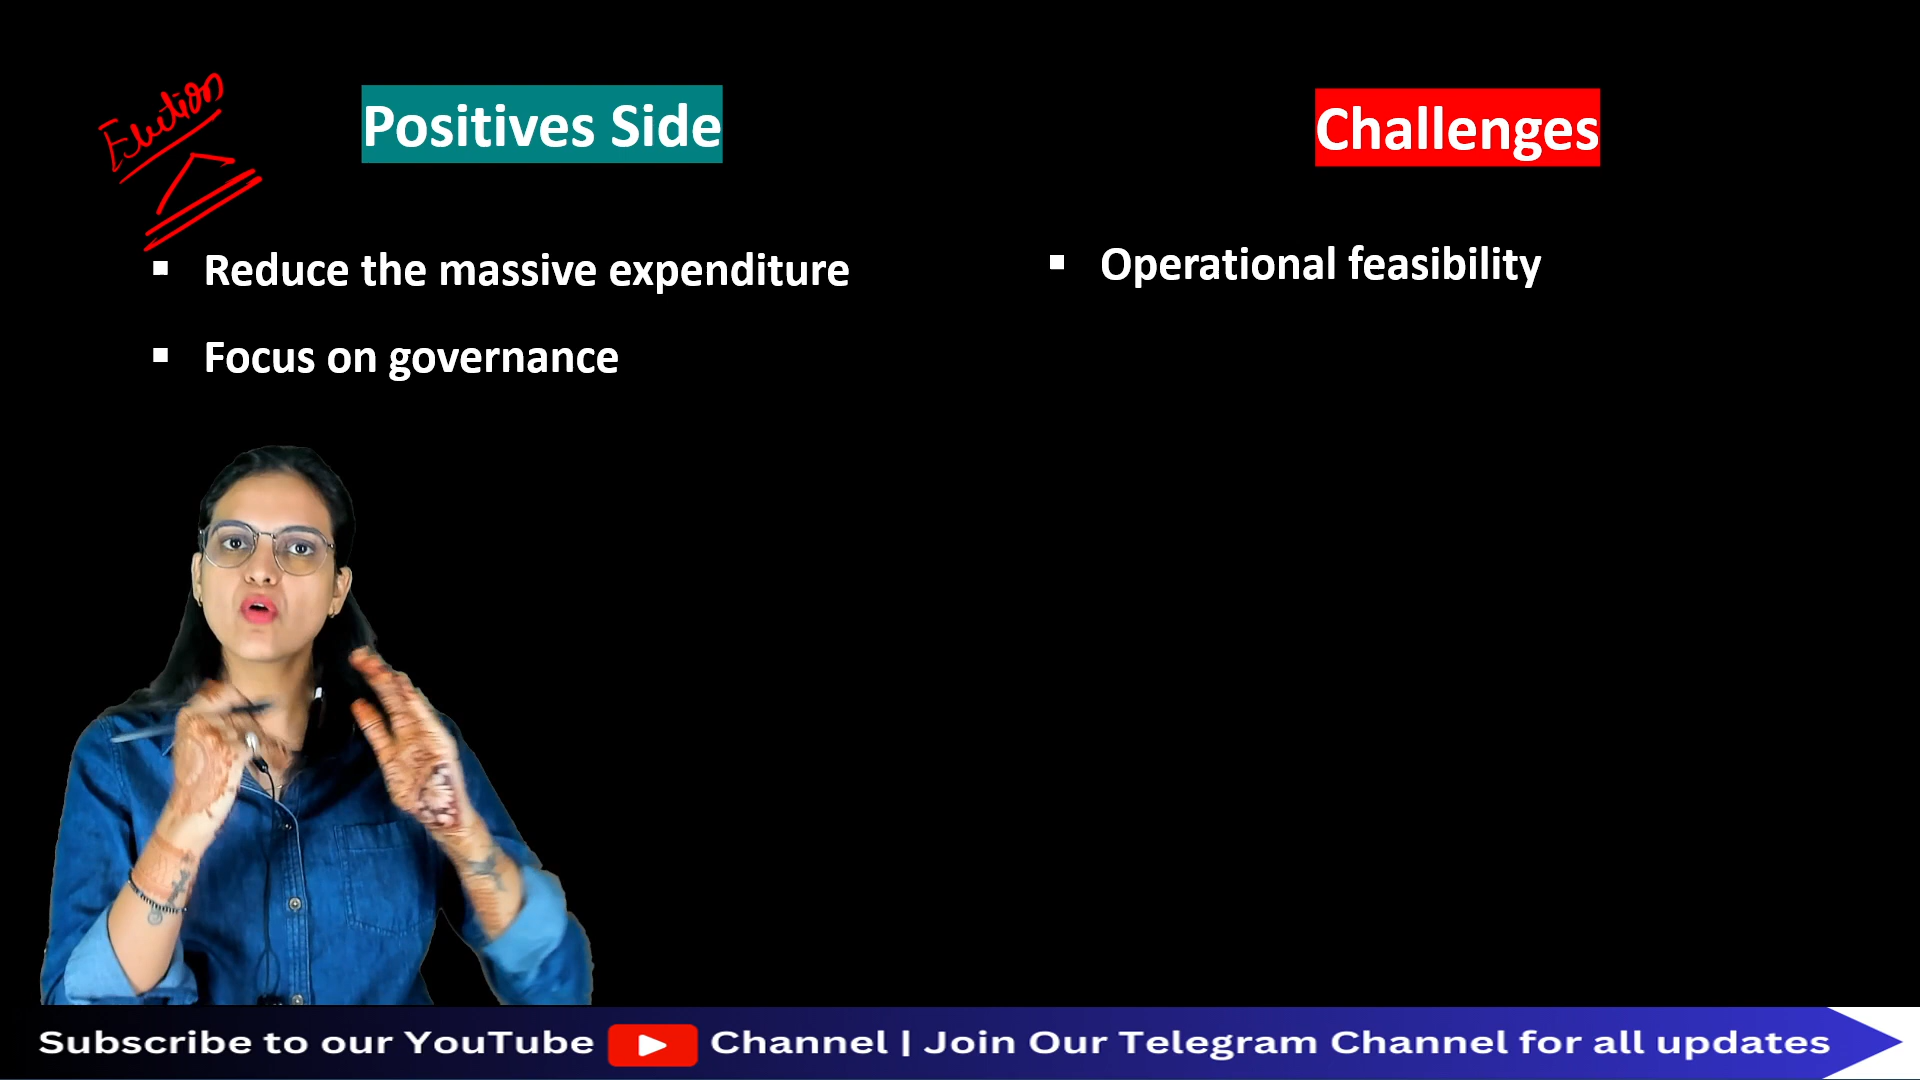 Election
Positives Side
Challenges
Reduce the massive expenditure
Operational feasibility
Focus on governance
Subscribe to our YouTube Channel | Join Our Telegram Channel for all updates